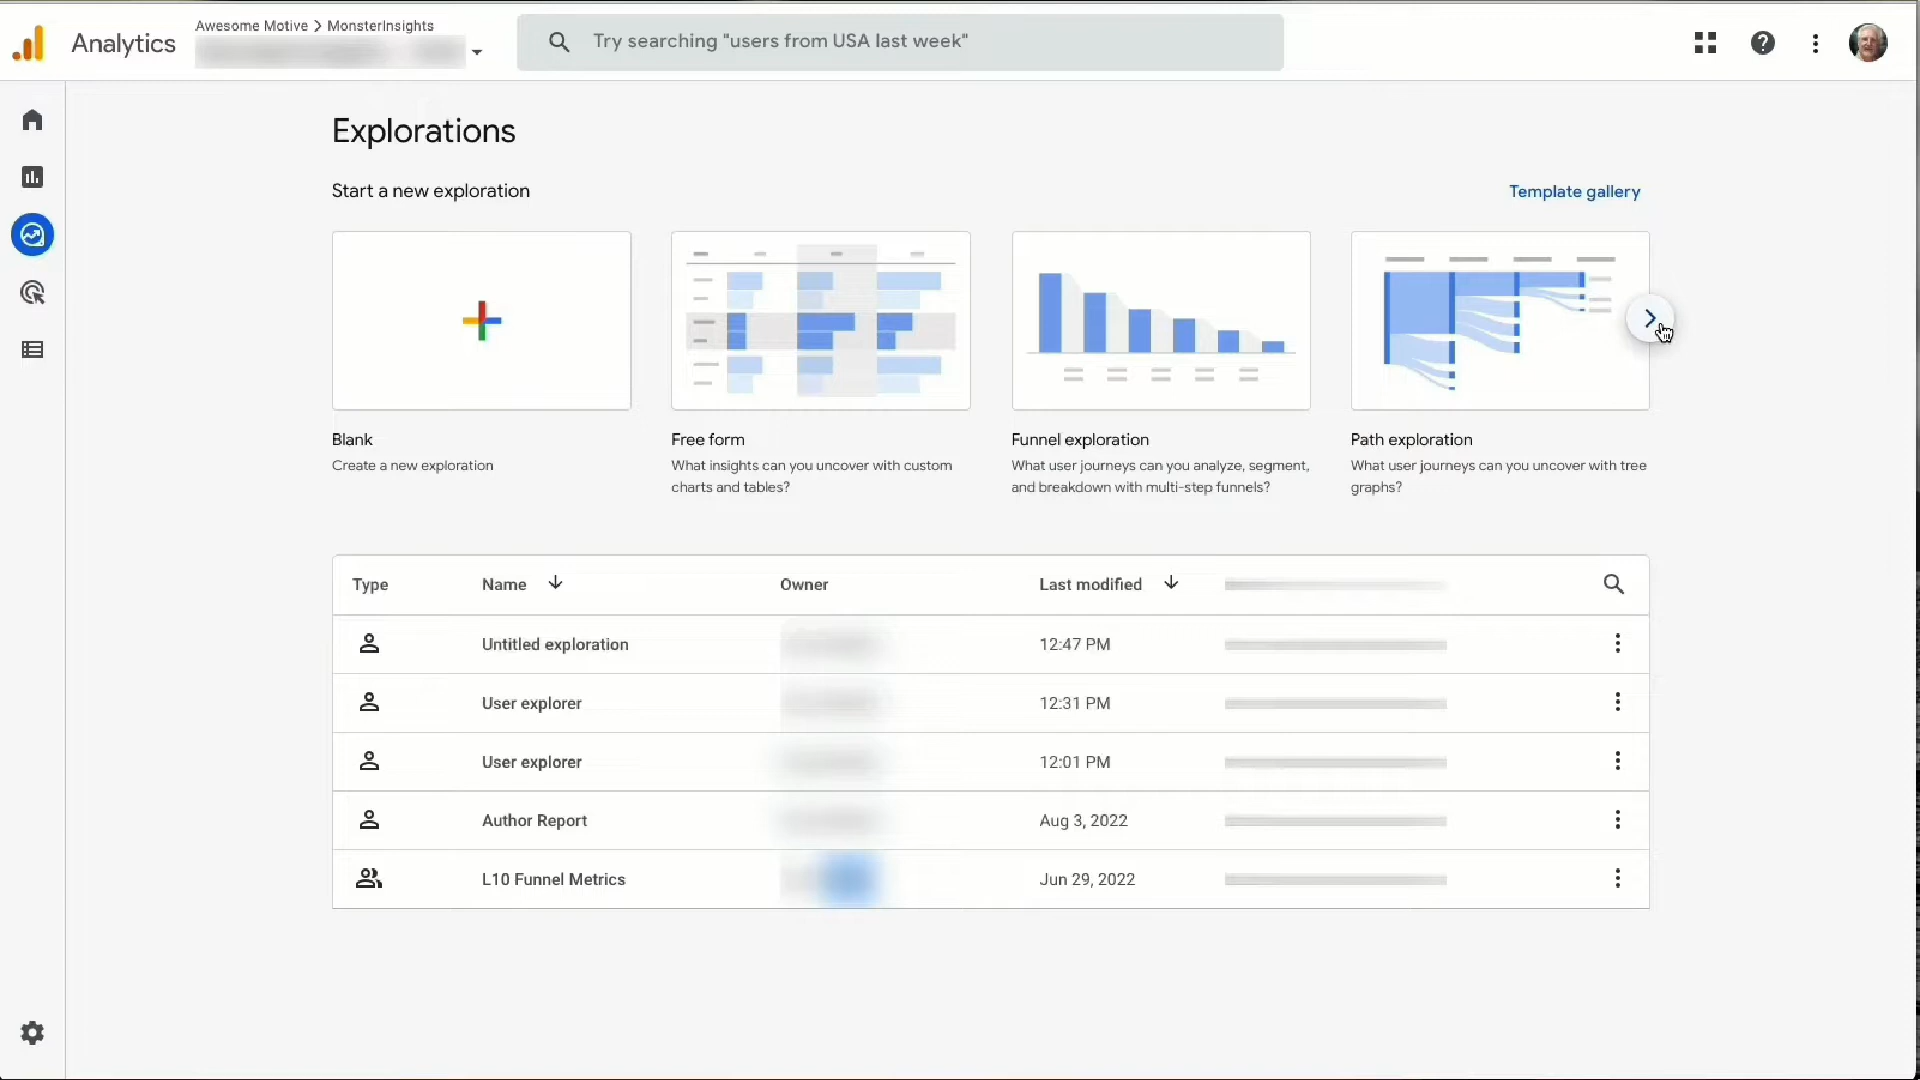 Analytics
Awesome Motive > MonsterInsights
Try searching "users from USA last week"
Explorations
Start a new exploration
Template gallery
Blank
Create a new exploration
Free form
What insights can you uncover with custom
charts and tables?
Funnel exploration
What user journeys can you analyze, segment,
and breakdown with multi-step funnels?
Path exploration
What user journeys can you uncover with tree
graphs?
Type Name Owner Last modified
Untitled exploration 12:47 PM
User explorer 12:31 PM
User explorer 12:01 PM
Author Report Aug 3, 2022
L10 Funnel Metrics Jun 29, 2022